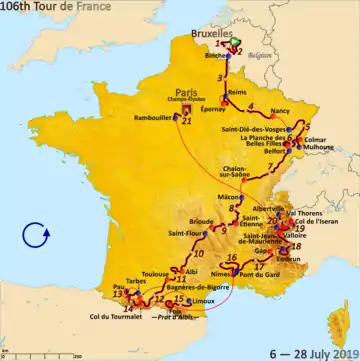 106th Tour de France
Bruxelles
1
2
Belgium
Binche
3
Reims
Épernay
4
Nancy
Paris
Champs-Élysées
21
Rambouillet
Saint-Dié-des-Vosges
5
Colmar
La Planche des
Belles Filles
6
Mulhouse
Belfort
7
Chalon-
sur-Saône
Mâcon
8
Albertville
Val Thorens
20
Col de l'Iseran
19
Brioude
9
Saint-
Étienne
Saint-Jean-
de-Maurienne
Valloire
Saint-Flour
10
Gap
18
Embrun
Toulouse
Albi
11
16
17
Nîmes
Pont du Gard
Tarbes
Pau
13
Bagnères-de-Bigorre
12
15
Limoux
14
Foix
Prat d'Albis
Col du Tourmalet
km
0
250
6 — 28 July 2019